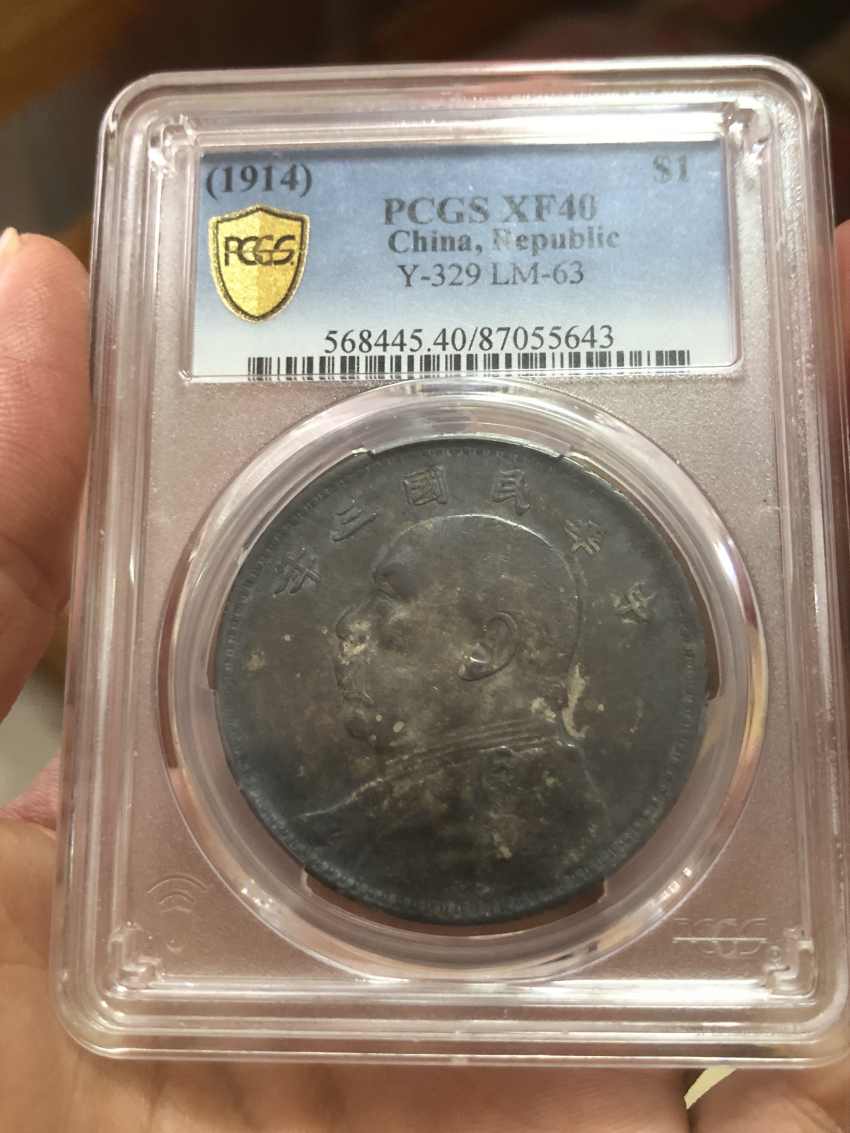 (1914) $1
PCGS XF40
PCGS
China, Republic
Y-329 LM-63
568445.40/87055643
中華民國三年
PCGS